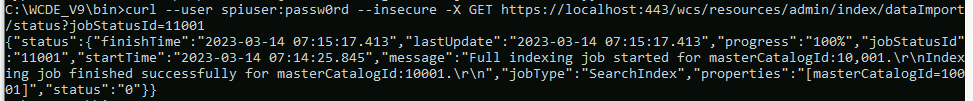 C:\WCDE_V9\bin>curl --user spiuser:passw0rd --insecure -X GET https://localhost:443/wcs/resources/admin/index/dataImport
/status?jobStatusId=11001
{"status":{"finishTime":"2023-03-14 07:15:17.413","lastUpdate":"2023-03-14 07:15:17.413","progress":"100%","jobStatusId"
:"11001","startTime":"2023-03-14 07:14:25.845","message":"Full indexing job started for masterCatalogId:10,001.\r\nIndex
ing job finished successfully for masterCatalogId:10001.\r\n","jobType":"SearchIndex","properties":"[masterCatalogId=100
01]","status":"0"}}